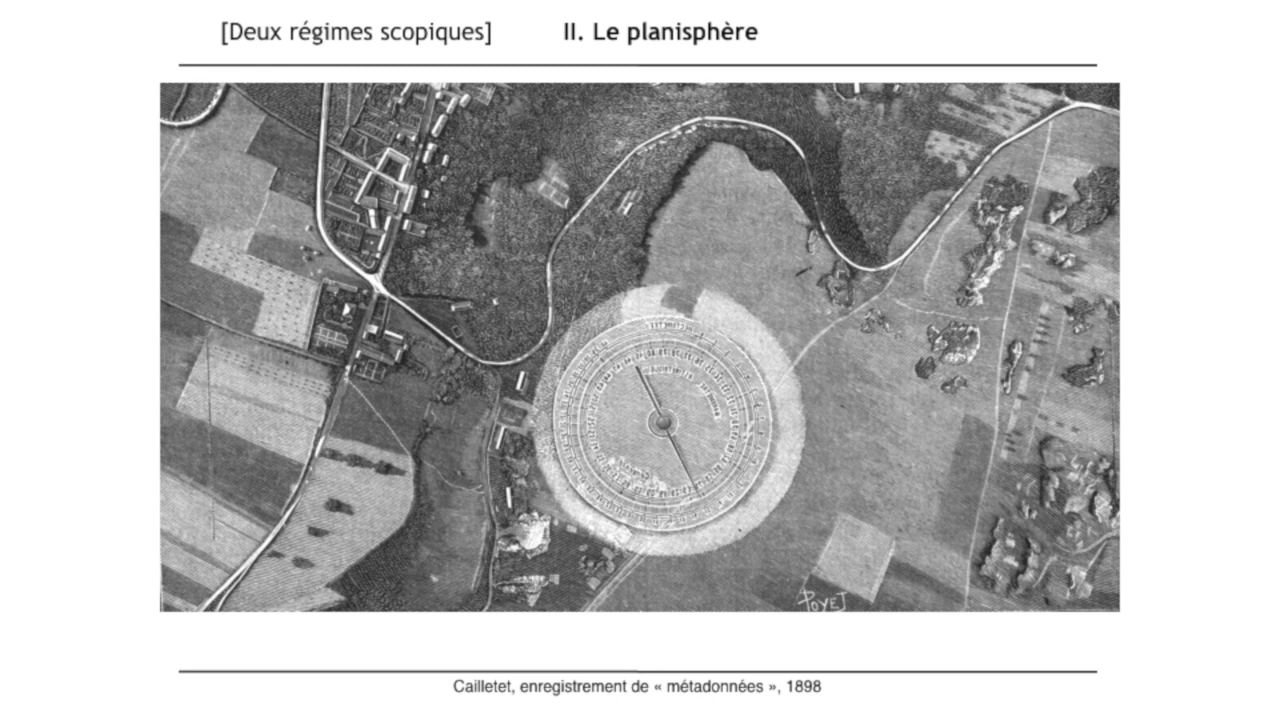 [Deux régimes scopiques] II. Le planisphère
POYET
Cailletet, enregistrement de « métadonnées », 1898